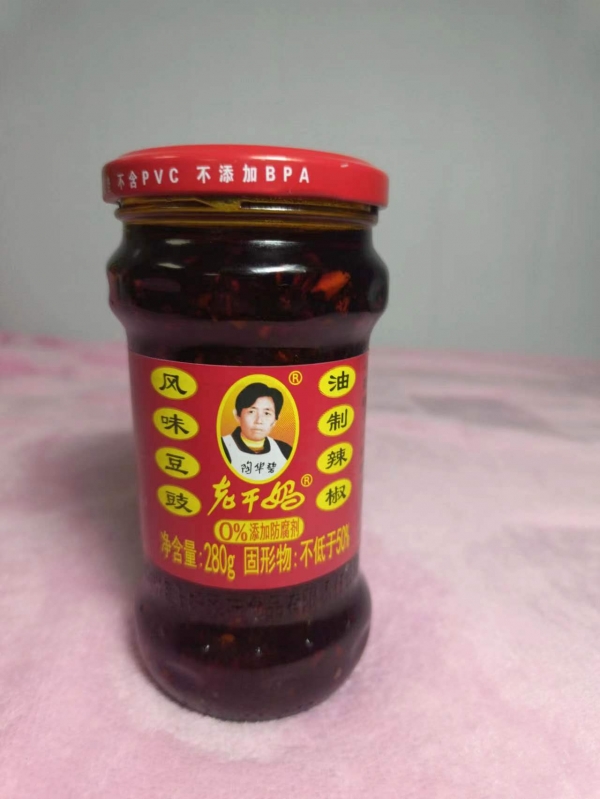 不含PVC 不添加BPA
风味豆豉
油制辣椒
®
陶华碧
老干妈®
0%添加防腐剂
净含量:280g 固形物:不低于50%